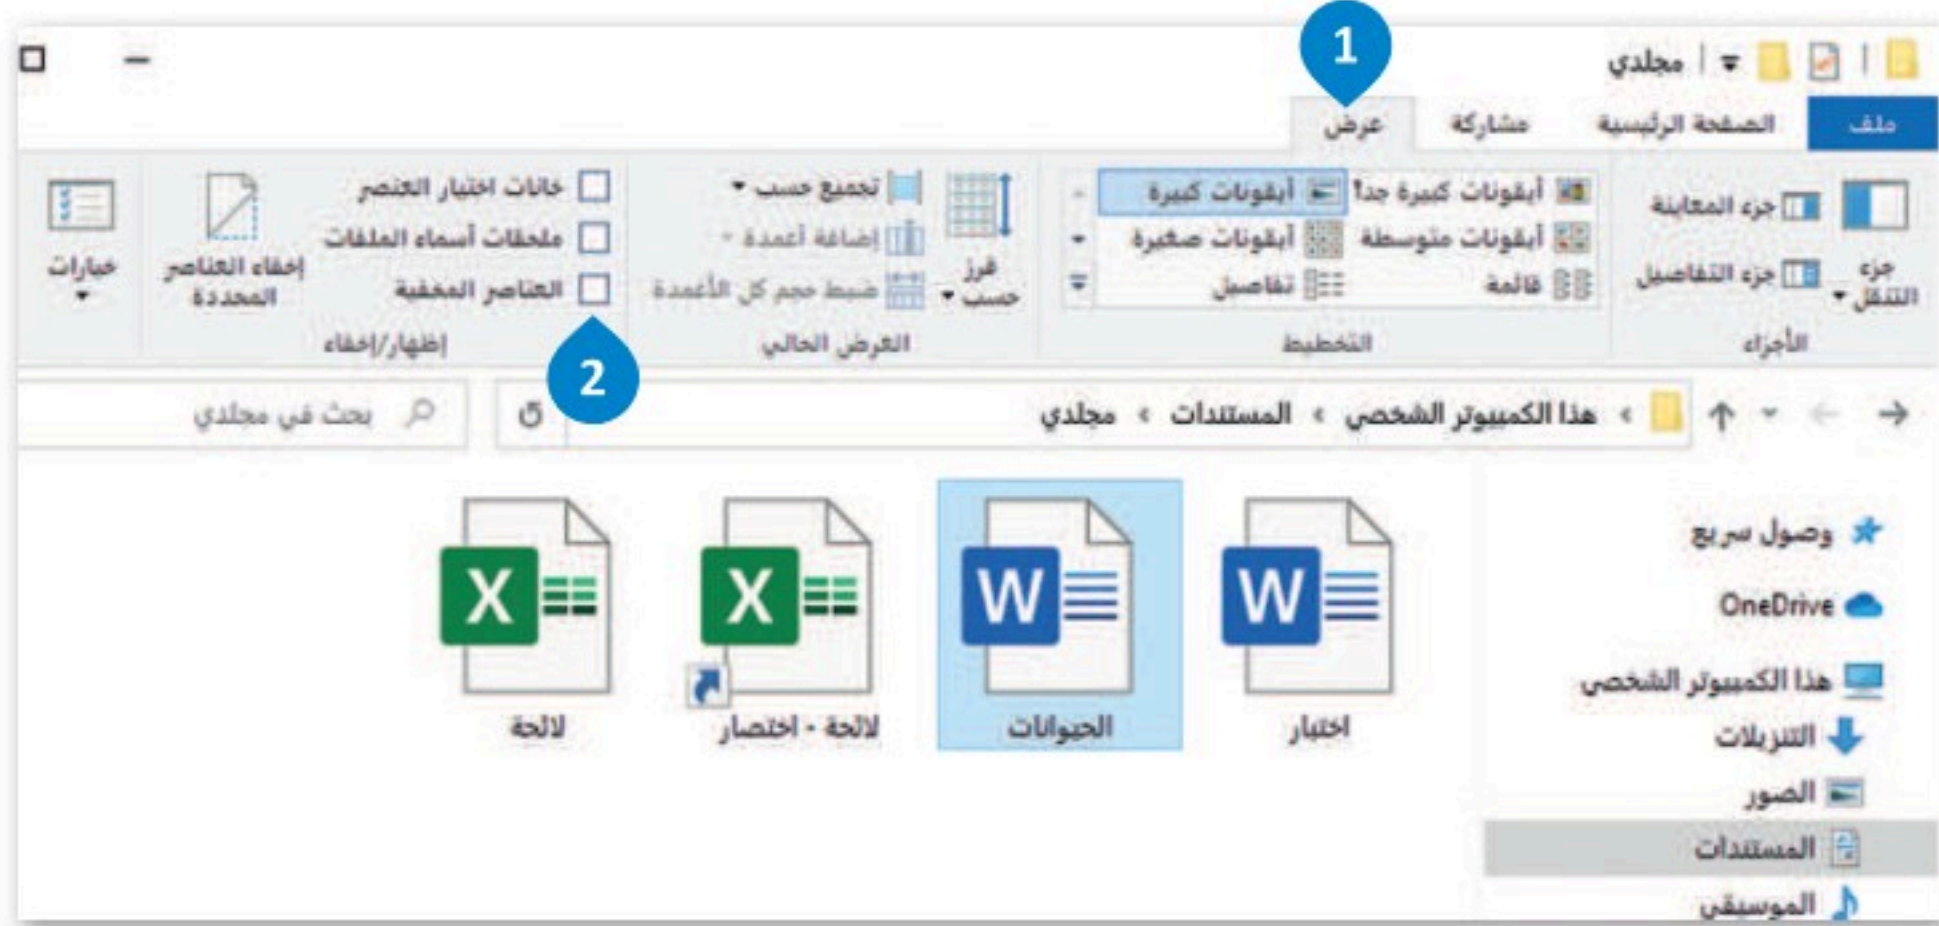 1
مجلدي
ملف
الصفحة الرئيسية
مشاركة
عرض
جزء التنقل
جزء المعاينة
جزء التفاصيل
الأجزاء
أيقونات كبيرة جدا؟
أيقونات كبيرة
أيقونات متوسطة
أيقونات صغيرة
قائمة
تفاصيل
التخطيط
فرز حسب
تجميع حسب
إضافة أعمدة
ضبط حجم كل الأعمدة
العرض الحالي
خانات اختيار العنصر
ملحقات أسماء الملفات
العناصر المخفية
إخفاء العناصر المحددة
إظهار/إخفاء
خيارات
2
هذا الكمبيوتر الشخصي » المستندات » مجلدي
بحث في مجلدي
وصول سريع
OneDrive
هذا الكمبيوتر الشخصي
التنزيلات
الصور
المستندات
الموسيقى
W
اختبار
W
الحيوانات
X
لائحة - اختصار
X
لائحة